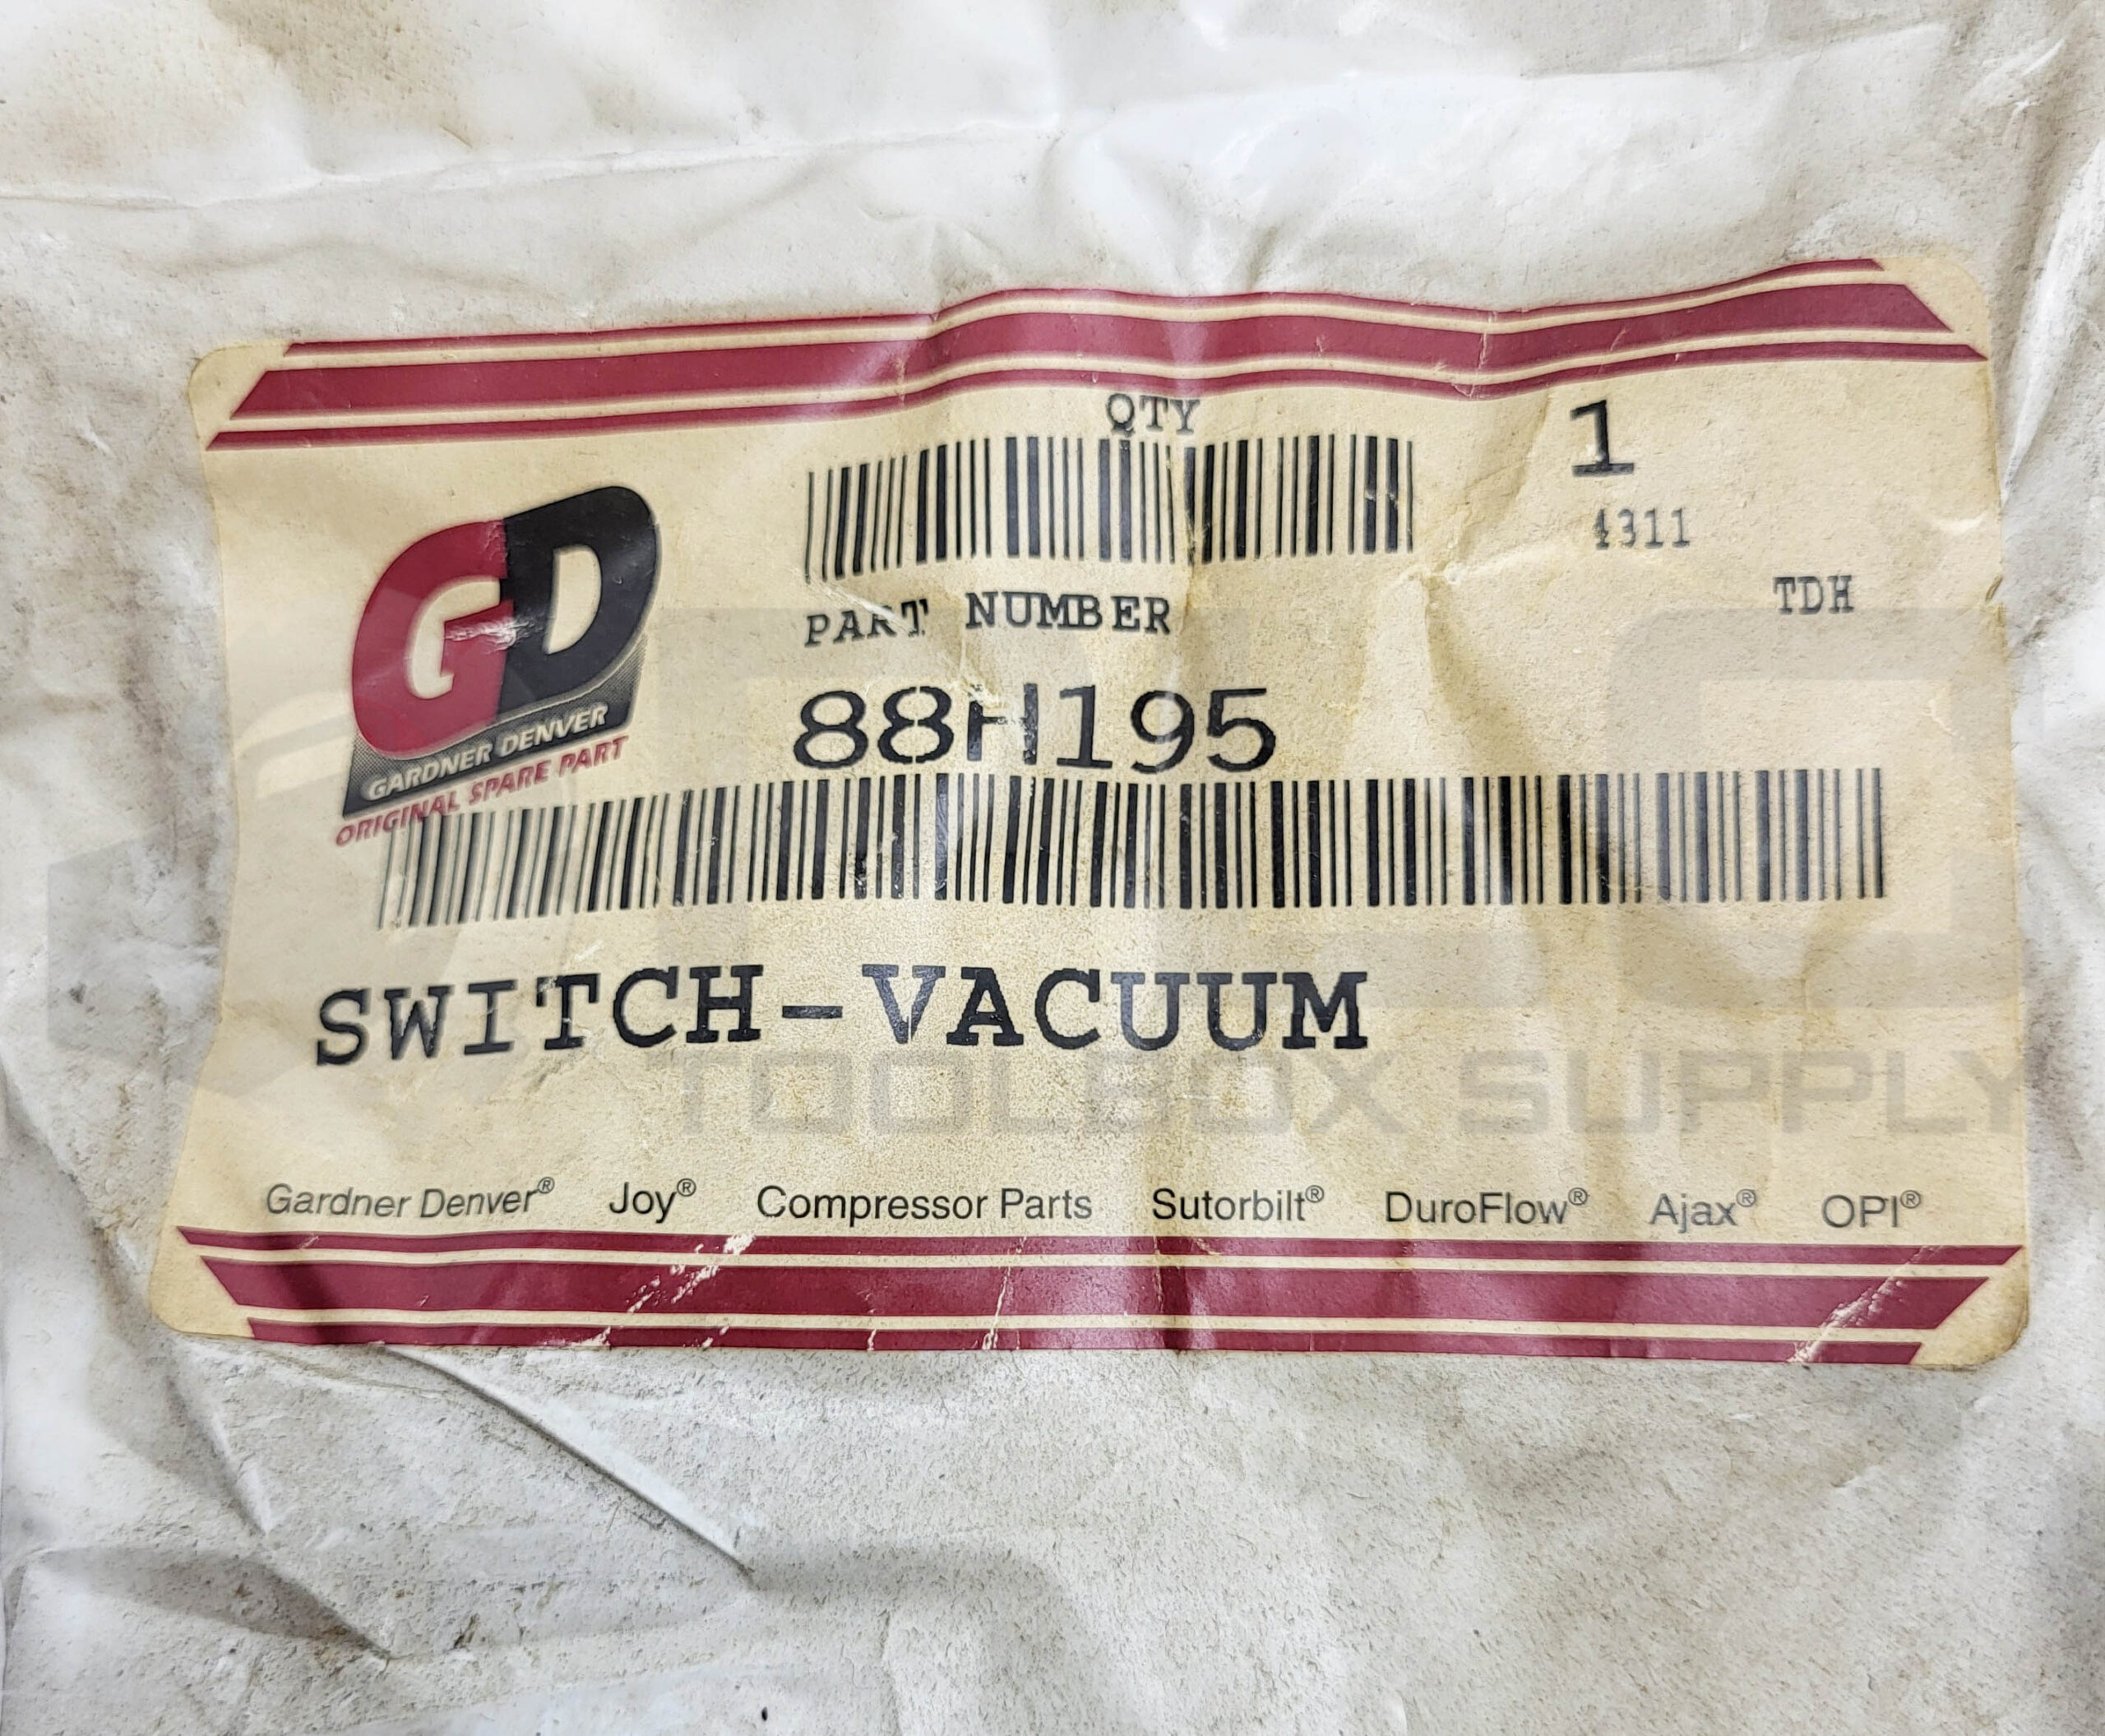 QTY 1
4311
TDH
GD
GARDNER DENVER
ORIGINAL SPARE PART
PART NUMBER
88H195
SWITCH-VACUUM
TOOLBOX SUPPLY
Gardner Denver® Joy® Compressor Parts Sutorbilt® DuroFlow® Ajax® OPI®